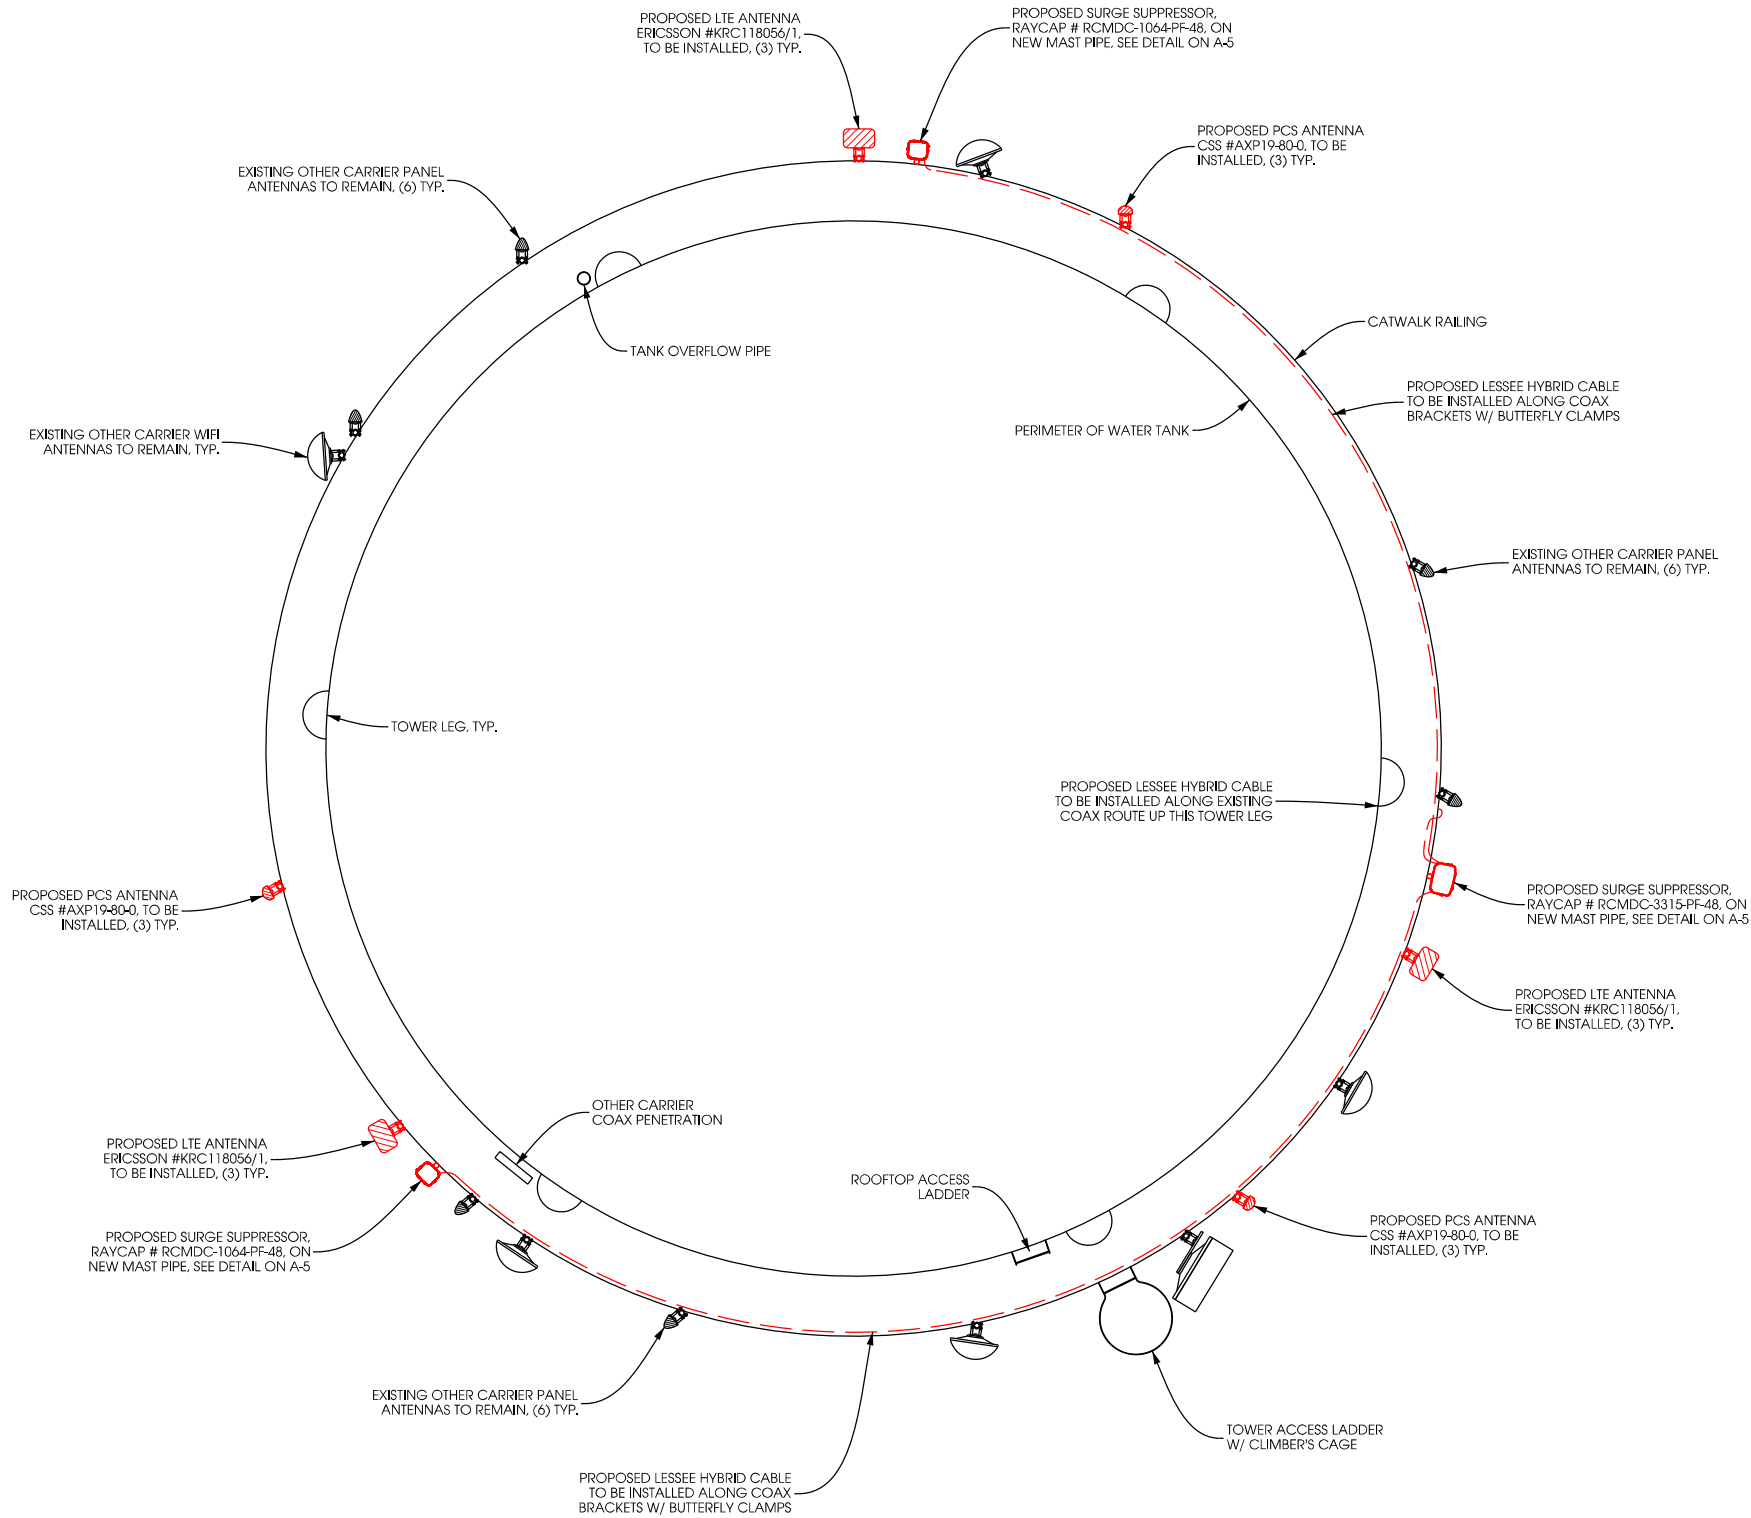 PROPOSED LTE ANTENNA
ERICSSON #KRC118056/1,
TO BE INSTALLED, (3) TYP.
PROPOSED SURGE SUPPRESSOR,
RAYCAP # RCMDC-1064-PF-48, ON
NEW MAST PIPE, SEE DETAIL ON A-5
PROPOSED PCS ANTENNA
CSS #AXP19-80-0, TO BE
INSTALLED, (3) TYP.
EXISTING OTHER CARRIER PANEL
ANTENNAS TO REMAIN, (6) TYP.
TANK OVERFLOW PIPE
CATWALK RAILING
PROPOSED LESSEE HYBRID CABLE
TO BE INSTALLED ALONG COAX
BRACKETS W/ BUTTERFLY CLAMPS
PERIMETER OF WATER TANK
EXISTING OTHER CARRIER WIFI
ANTENNAS TO REMAIN, TYP.
EXISTING OTHER CARRIER PANEL
ANTENNAS TO REMAIN, (6) TYP.
TOWER LEG, TYP.
PROPOSED LESSEE HYBRID CABLE
TO BE INSTALLED ALONG EXISTING
COAX ROUTE UP THIS TOWER LEG
PROPOSED PCS ANTENNA
CSS #AXP19-80-0, TO BE
INSTALLED, (3) TYP.
PROPOSED SURGE SUPPRESSOR,
RAYCAP # RCMDC-3315-PF-48, ON
NEW MAST PIPE, SEE DETAIL ON A-5
PROPOSED LTE ANTENNA
ERICSSON #KRC118056/1,
TO BE INSTALLED, (3) TYP.
OTHER CARRIER
COAX PENETRATION
PROPOSED LTE ANTENNA
ERICSSON #KRC118056/1,
TO BE INSTALLED, (3) TYP.
ROOFTOP ACCESS
LADDER
PROPOSED SURGE SUPPRESSOR,
RAYCAP # RCMDC-1064-PF-48, ON
NEW MAST PIPE, SEE DETAIL ON A-5
PROPOSED PCS ANTENNA
CSS #AXP19-80-0, TO BE
INSTALLED, (3) TYP.
EXISTING OTHER CARRIER PANEL
ANTENNAS TO REMAIN, (6) TYP.
TOWER ACCESS LADDER
W/ CLIMBER'S CAGE
PROPOSED LESSEE HYBRID CABLE
TO BE INSTALLED ALONG COAX
BRACKETS W/ BUTTERFLY CLAMPS